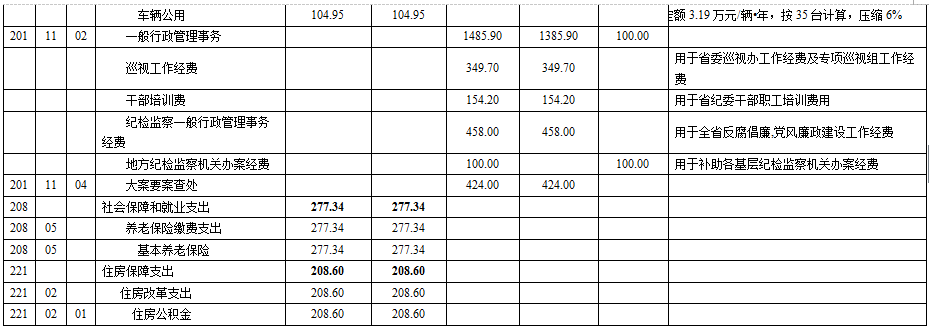 车辆公用 104.95 104.95 定额 3.19 万元/辆•年，按 35 台计算，压缩 6%
201 11 02 一般行政管理事务 1485.90 1385.90 100.00
巡视工作经费 349.70 349.70 用于省委巡视办工作经费及专项巡视组工作经
费
干部培训费 154.20 154.20 用于省纪委干部职工培训费用
纪检监察一般行政管理事务
经费 458.00 458.00 用于全省反腐倡廉,党风廉政建设工作经费
地方纪检监察机关办案经费 100.00 100.00 用于补助各基层纪检监察机关办案经费
201 11 04 大案要案查处 424.00 424.00
208 社会保障和就业支出 277.34 277.34
208 05 养老保险缴费支出 277.34 277.34
208 05 基本养老保险 277.34 277.34
221 住房保障支出 208.60 208.60
221 02 住房改革支出 208.60 208.60
221 02 01 住房公积金 208.60 208.60